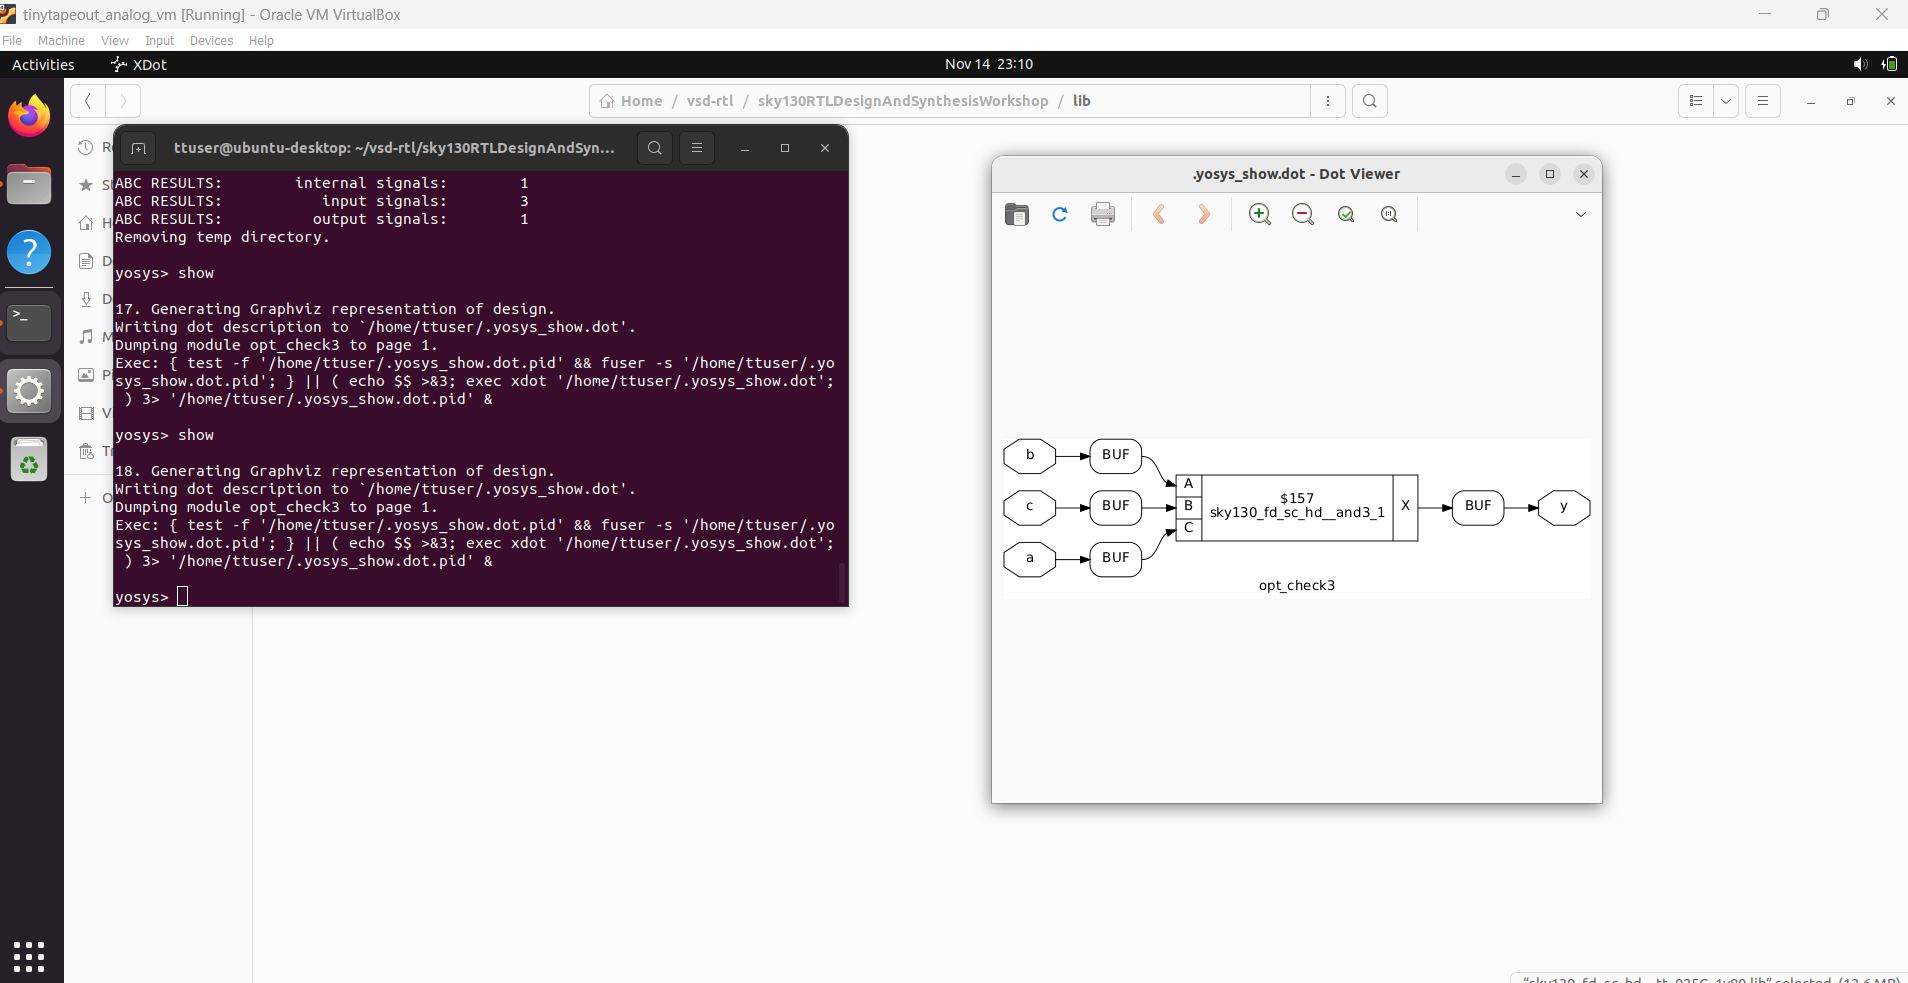 tinytapeout_analog_vm [Running] - Oracle VM VirtualBox
File Machine View Input Devices Help
Activities XDot Nov 14 23:10
Home / vsd-rtl / sky130RTLDesignAndSynthesisWorkshop / lib
ttuser@ubuntu-desktop: ~/vsd-rtl/sky130RTLDesignAndSyn...
ABC RESULTS: internal signals: 1
ABC RESULTS: input signals: 3
ABC RESULTS: output signals: 1
Removing temp directory.
yosys> show
17. Generating Graphviz representation of design.
Writing dot description to `/home/ttuser/.yosys_show.dot'.
Dumping module opt_check3 to page 1.
Exec: { test -f '/home/ttuser/.yosys_show.dot.pid' && fuser -s '/home/ttuser/.yo
sys_show.dot.pid'; } || ( echo $$ >&3; exec xdot '/home/ttuser/.yosys_show.dot';
) 3> '/home/ttuser/.yosys_show.dot.pid' &
yosys> show
18. Generating Graphviz representation of design.
Writing dot description to `/home/ttuser/.yosys_show.dot'.
Dumping module opt_check3 to page 1.
Exec: { test -f '/home/ttuser/.yosys_show.dot.pid' && fuser -s '/home/ttuser/.yo
sys_show.dot.pid'; } || ( echo $$ >&3; exec xdot '/home/ttuser/.yosys_show.dot';
) 3> '/home/ttuser/.yosys_show.dot.pid' &
yosys>
.yosys_show.dot - Dot Viewer
b BUF
c BUF
a BUF
A
B
C
$157
sky130_fd_sc_hd__and3_1
X
BUF
y
opt_check3